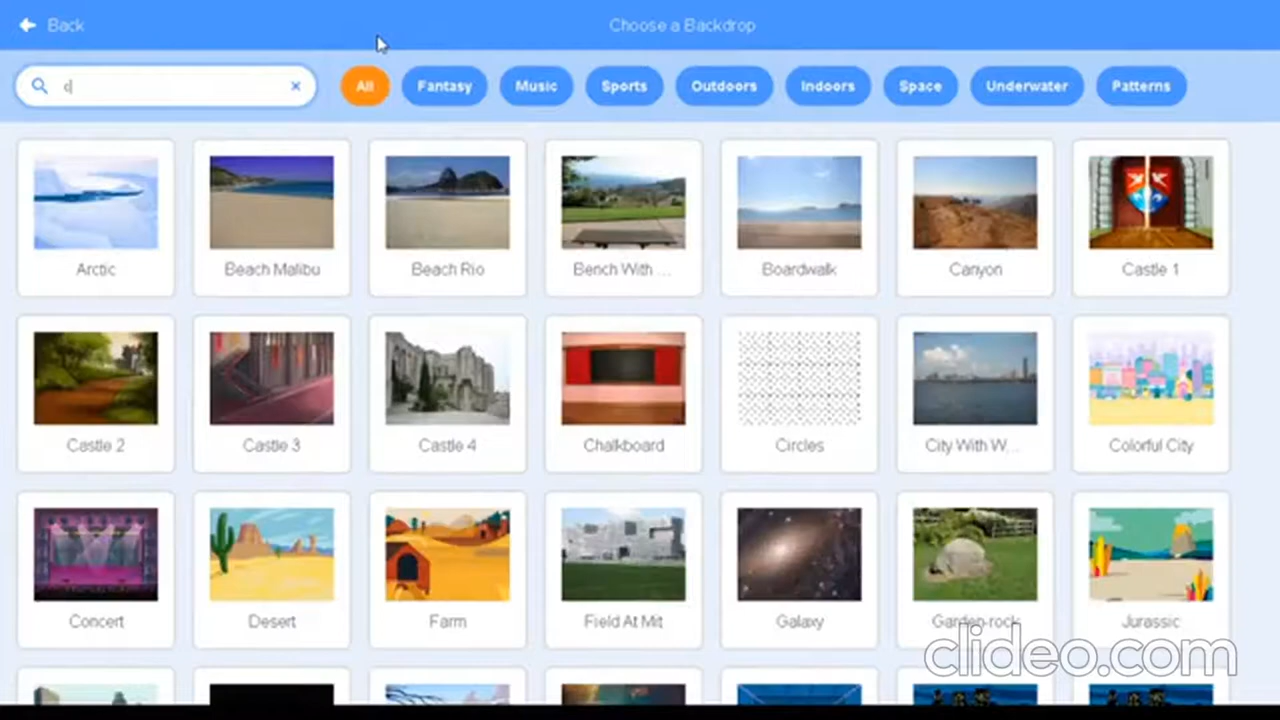 Back
Choose a Backdrop
All
Fantasy
Music
Sports
Outdoors
Indoors
Space
Underwater
Patterns
Arctic
Beach Malibu
Beach Rio
Bench With ...
Boardwalk
Canyon
Castle 1
Castle 2
Castle 3
Castle 4
Chalkboard
Circles
City With W...
Colorful City
Concert
Desert
Farm
Field At Mit
Galaxy
Garden-rock
Jurassic
clideo.com